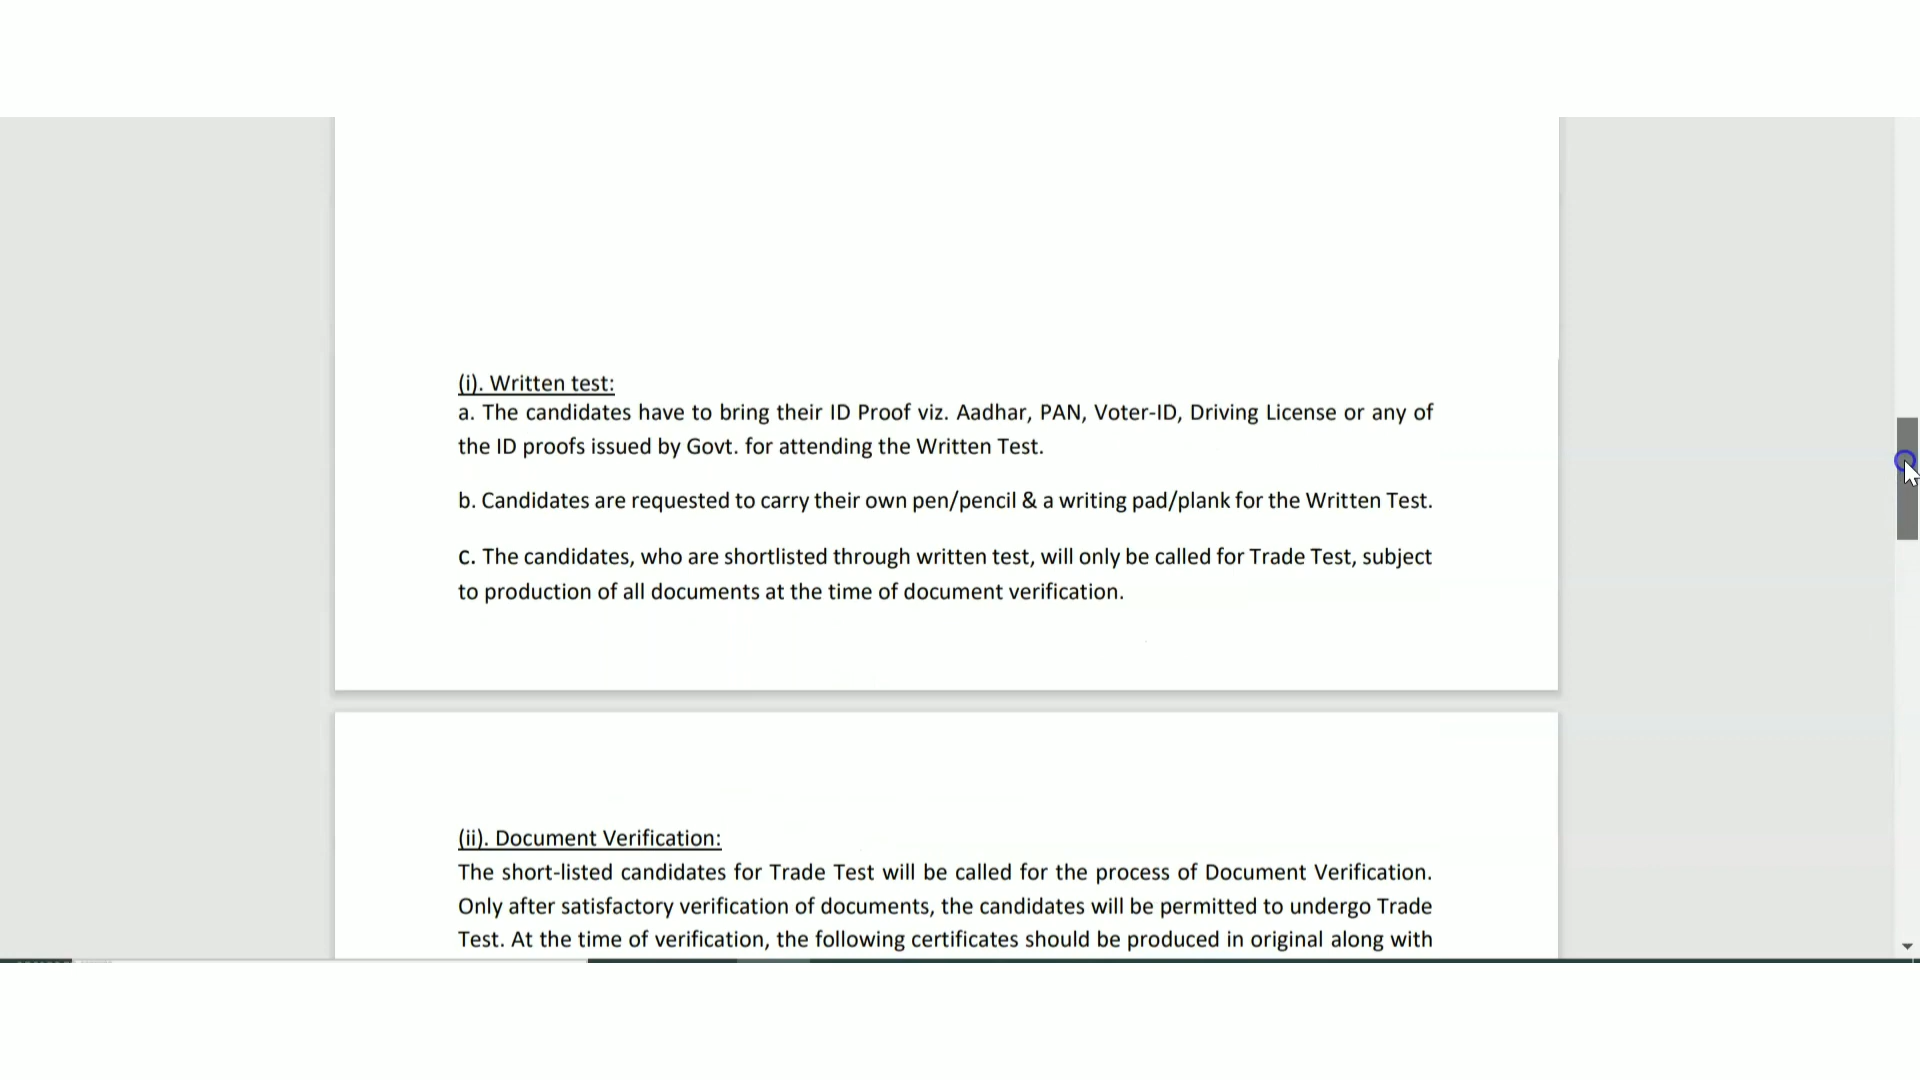 (i). Written test:
a. The candidates have to bring their ID Proof viz. Aadhar, PAN, Voter-ID, Driving License or any of
the ID proofs issued by Govt. for attending the Written Test.
b. Candidates are requested to carry their own pen/pencil & a writing pad/plank for the Written Test.
c. The candidates, who are shortlisted through written test, will only be called for Trade Test, subject
to production of all documents at the time of document verification.
(ii). Document Verification:
The short-listed candidates for Trade Test will be called for the process of Document Verification.
Only after satisfactory verification of documents, the candidates will be permitted to undergo Trade
Test. At the time of verification, the following certificates should be produced in original along with